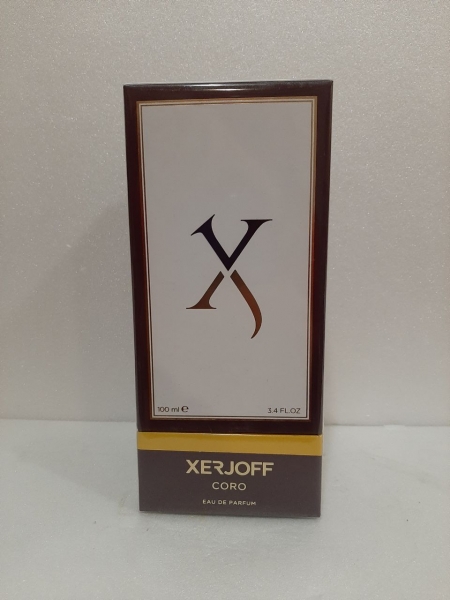 X
100 ml ℮ 3.4 FL.OZ
XERJOFF
CORO
EAU DE PARFUM